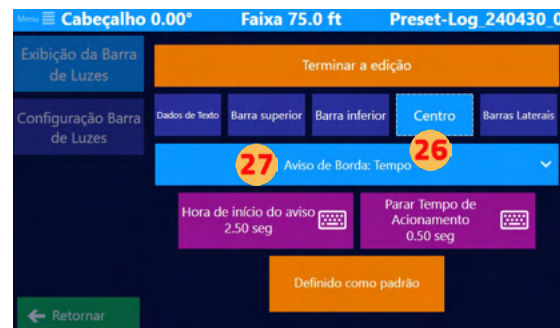 Menu Cabeçalho 0.00° Faixa 75.0 ft Preset-Log_240430_0
Exibição da Barra
de Luzes
Terminar a edição
Configuração Barra
de Luzes
Dados de Texto Barra superior Barra inferior Centro Barras Laterais
26
27 Aviso de Borda: Tempo
Hora de início do aviso
2.50 seg
Parar Tempo de
Acionamento
0.50 seg
Definido como padrão
Retornar